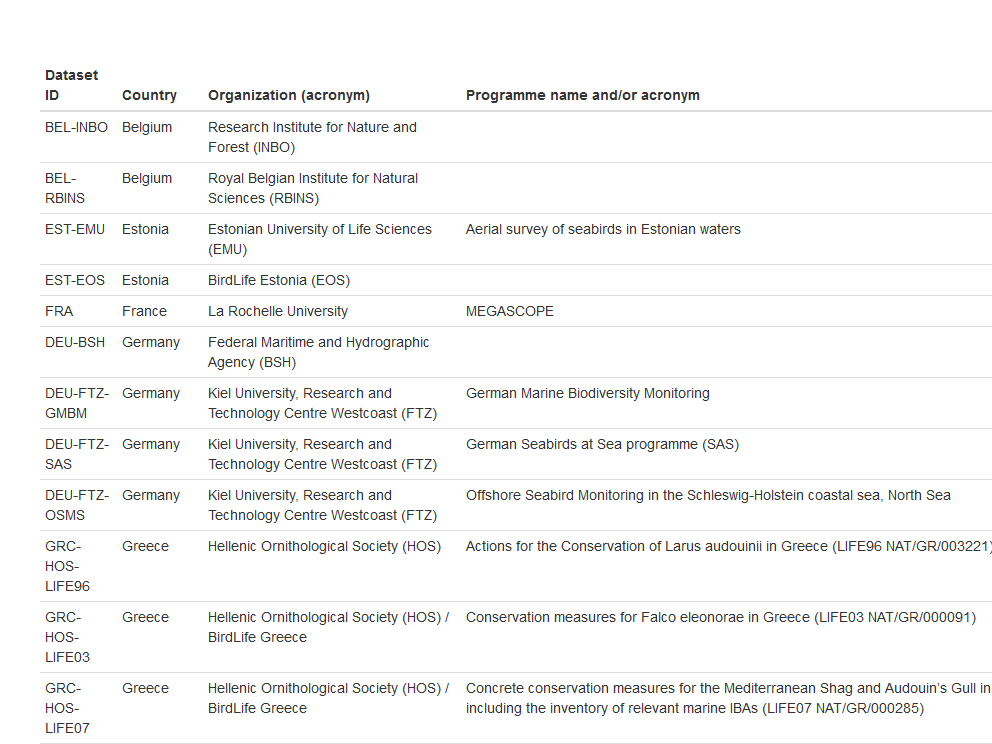 Dataset
ID Country Organization (acronym) Programme name and/or acronym
BEL-INBO Belgium Research Institute for Nature and
Forest (INBO)
BEL- Belgium Royal Belgian Institute for Natural
RBINS Sciences (RBINS)
EST-EMU Estonia Estonian University of Life Sciences Aerial survey of seabirds in Estonian waters
(EMU)
EST-EOS Estonia BirdLife Estonia (EOS)
FRA France La Rochelle University MEGASCOPE
DEU-BSH Germany Federal Maritime and Hydrographic
Agency (BSH)
DEU-FTZ- Germany Kiel University, Research and German Marine Biodiversity Monitoring
GMBM Technology Centre Westcoast (FTZ)
DEU-FTZ- Germany Kiel University, Research and German Seabirds at Sea programme (SAS)
SAS Technology Centre Westcoast (FTZ)
DEU-FTZ- Germany Kiel University, Research and Offshore Seabird Monitoring in the Schleswig-Holstein coastal sea, North Sea
OSMS Technology Centre Westcoast (FTZ)
GRC- Greece Hellenic Ornithological Society (HOS) Actions for the Conservation of Larus audouinii in Greece (LIFE96 NAT/GR/003221)
HOS-
LIFE96
GRC- Greece Hellenic Ornithological Society (HOS) / Conservation measures for Falco eleonorae in Greece (LIFE03 NAT/GR/000091)
HOS- BirdLife Greece
LIFE03
GRC- Greece Hellenic Ornithological Society (HOS) / Concrete conservation measures for the Mediterranean Shag and Audouin's Gull in
HOS- BirdLife Greece including the inventory of relevant marine IBAs (LIFE07 NAT/GR/000285)
LIFE07